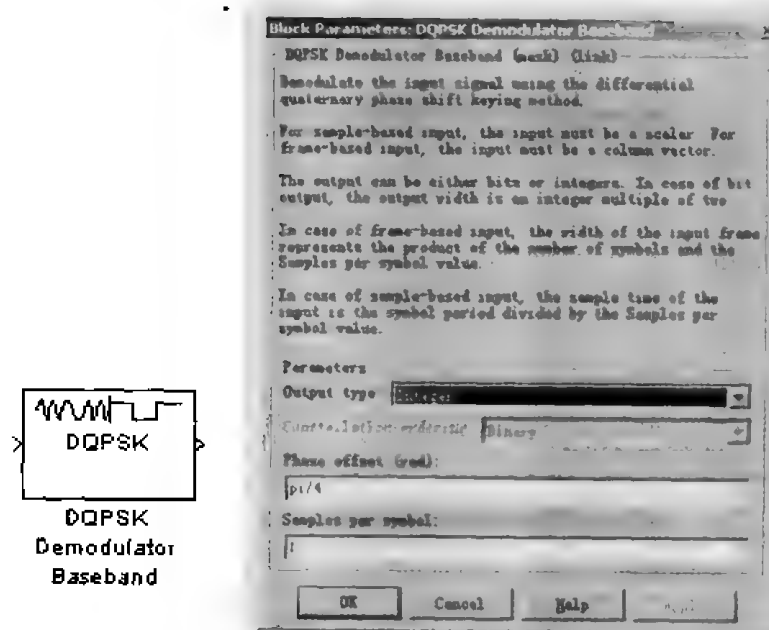 Block Parameters: DQPSK Demodulator Baseband
DQPSK Demodulator Baseband (mask) (link)
Demodulate the input signal using the differential
quaternary phase shift keying method.
For sample-based input, the input must be a scalar. For
frame-based input, the input must be a column vector.
The output can be either bits or integers. In case of bit
output, the output width is an integer multiple of two
In case of frame-based input, the width of the input frame
represents the product of the number of symbols and the
Samples per symbol value.
In case of sample-based input, the sample time of the
input is the symbol period divided by the Samples per
symbol value.
Parameters
Output type Integer
Constellation ordering Binary
Phase offset (rad):
pi/4
Samples per symbol:
1
OK Cancel Help Apply
DQPSK
DQPSK
Demodulator
Baseband